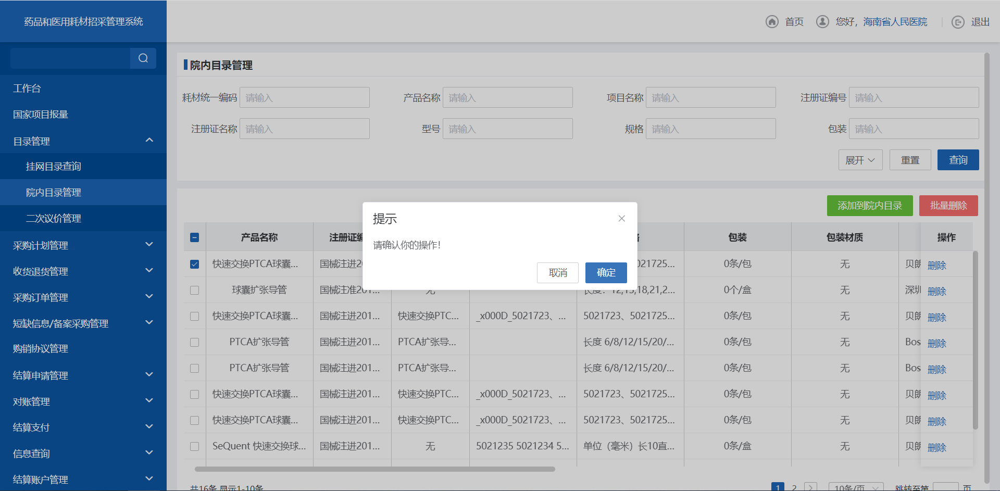 药品和医用耗材招采管理系统
首页
您好，海南省人民医院
退出
工作台
国家项目报量
目录管理
挂网目录查询
院内目录管理
二次议价管理
采购计划管理
收货退货管理
采购订单管理
短缺信息/备案采购管理
购销协议管理
结算申请管理
对账管理
结算支付
信息查询
结算账户管理
院内目录管理
耗材统一编码 请输入 产品名称 请输入 项目名称 请输入 注册证编号 请输入
注册证名称 请输入 型号 请输入 规格 请输入 包装 请输入
展开 重置 查询
添加到院内目录 批量删除
提示
请确认你的操作！
取消 确定
产品名称 注册证编 包装 包装材质 操作
快速交换PTCA球囊... 国械注进2 021725... 0条/包 无 贝朗 删除
球囊扩张导管 国械注准201... 无 长度：12,15,18,21,2... 0个/盒 无 深圳 删除
快速交换PTCA球囊... 国械注进201... 快速交换PTC... _x000D_5021723、... 5021723、5021725... 0条/包 无 贝朗 删除
PTCA扩张导管 国械注进201... PTCA扩张导... 长度 6/8/12/15/20/... 0条/包 无 Bos 删除
PTCA扩张导管 国械注进201... PTCA扩张导... 长度 6/8/12/15/20/... 0条/包 无 Bos 删除
快速交换PTCA球囊... 国械注进201... 快速交换PTC... _x000D_5021723、... 5021723、5021725... 0条/包 无 贝朗 删除
快速交换PTCA球囊... 国械注进201... 快速交换PTC... _x000D_5021723、... 5021723、5021725... 0条/包 无 贝朗 删除
SeQuent 快速交换球... 国械注进201... 无 5021235 5021234 5... 单位（毫米）长10直... 0条/盒 无 贝朗 删除
共16条 显示1-10条 1 2 10条/页 跳转至第 页